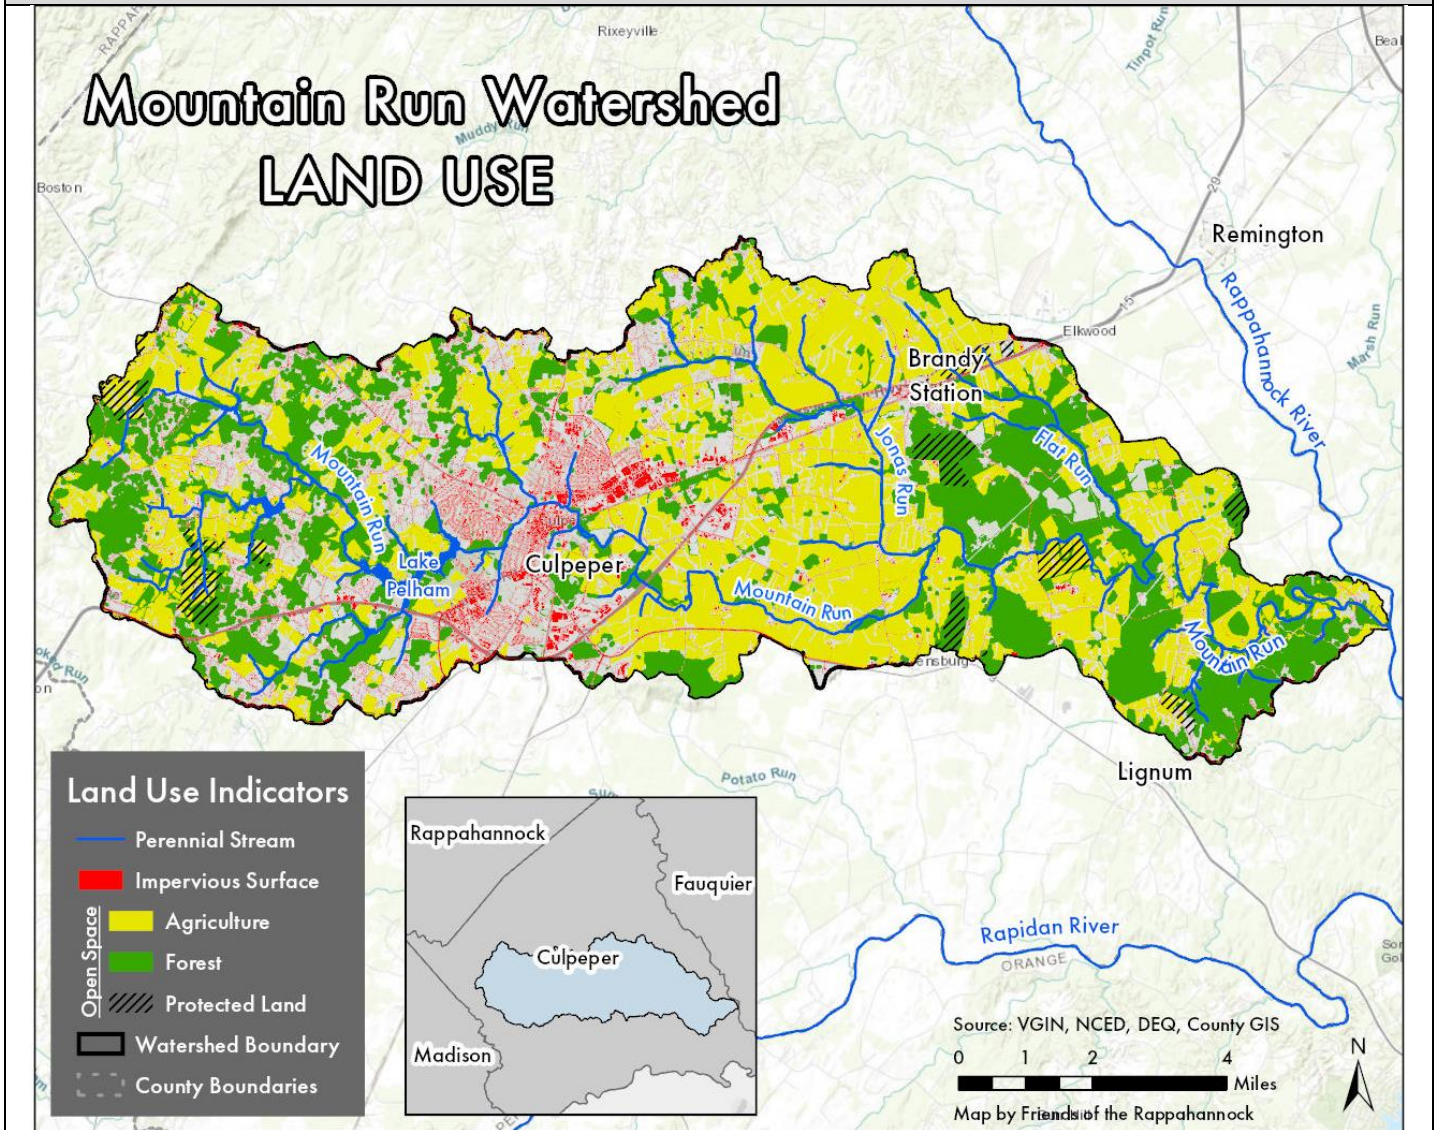 Rixeyville
Tinpot Run
Mountain Run Watershed
LAND USE
Muddy Run
Boston
29
Remington
Rappahannock River
Marsh Run
15
Elkwood
Brandy
Station
Mountain Run
Jonas Run
Flat Run
Lake
Pelham
Culpeper
Mountain Run
Mountain Run
Lignum
Potato Run
Land Use Indicators
Perennial Stream
Impervious Surface
Open Space
Agriculture
Forest
Protected Land
Watershed Boundary
County Boundaries
Rappahannock
Fauquier
Culpeper
Madison
Rapidan River
ORANGE
Source: VGIN, NCED, DEQ, County GIS
0 1 2 4
Miles
N
Map by Friends of the Rappahannock